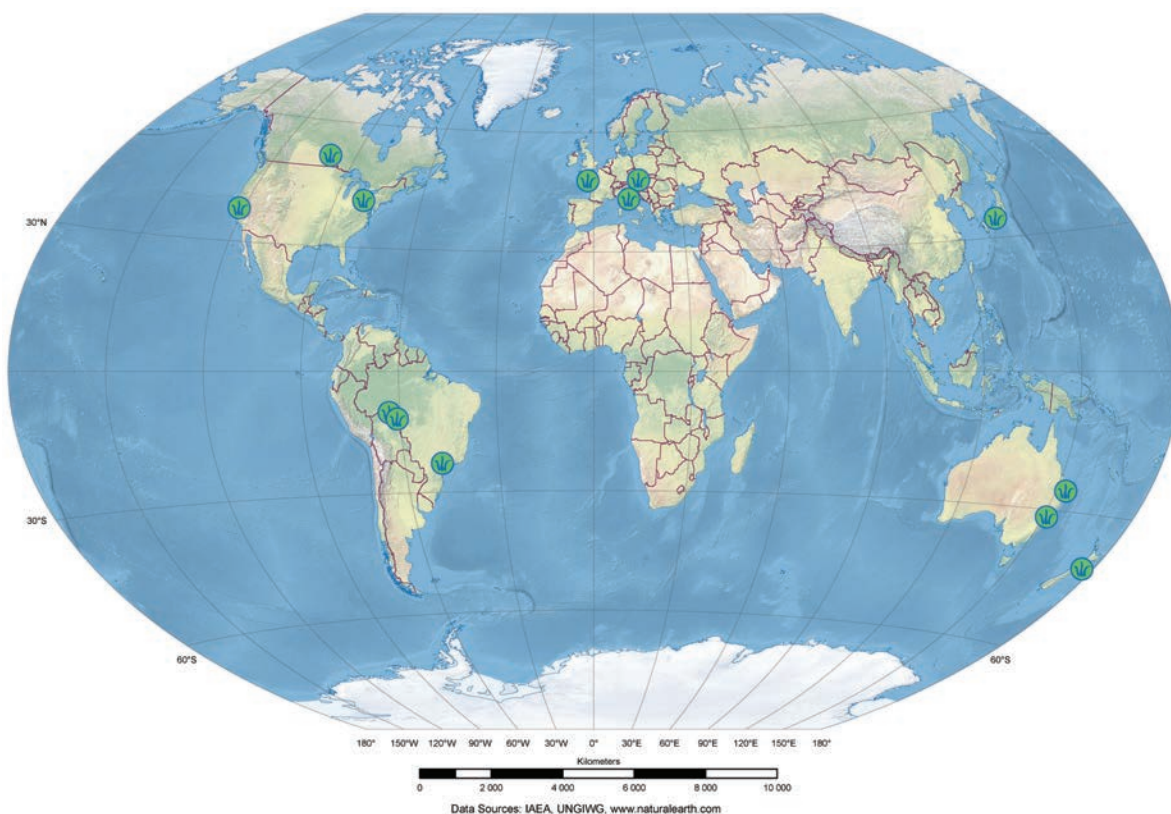 30°N
30°S
60°S 60°S
180° 150°W 120°W 90°W 60°W 30°W 0° 30°E 60°E 90°E 120°E 150°E 180°
Kilometers
0 2 000 4 000 6 000 8 000 10 000
Data Sources: IAEA, UNGIWG, www.naturalearth.com